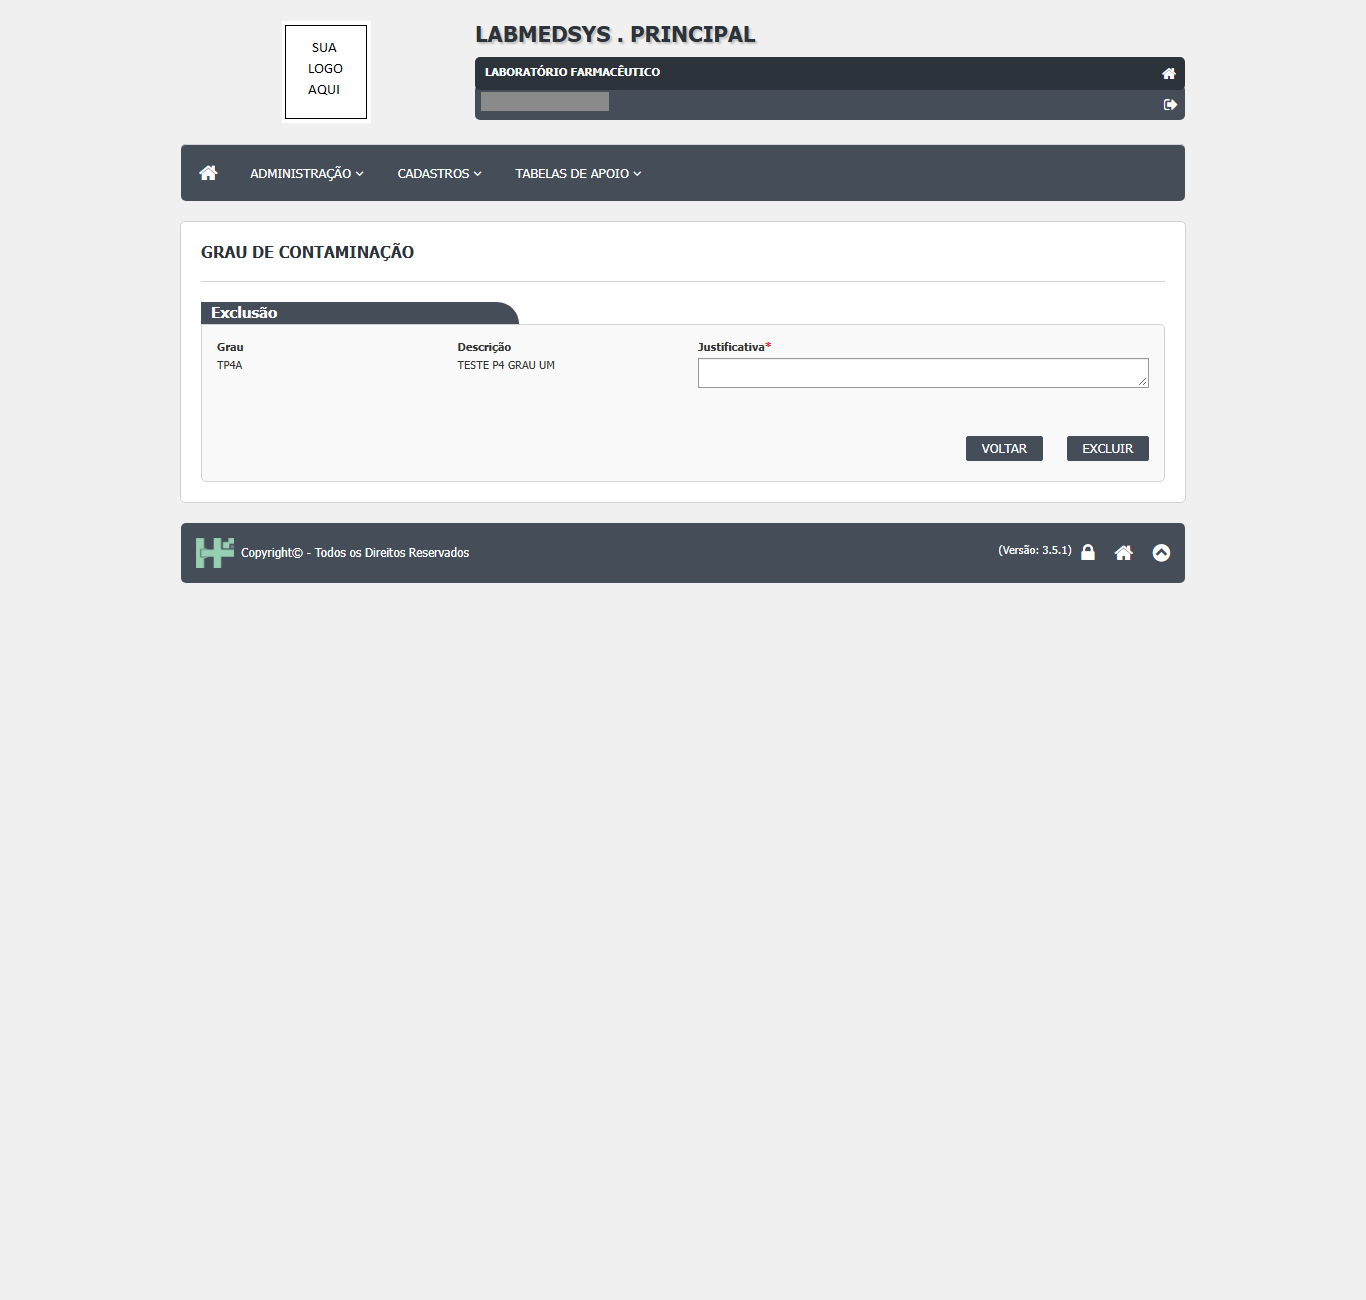 SUA
LOGO
AQUI
LABMEDSYS . PRINCIPAL
LABORATÓRIO FARMACÊUTICO
ADMINISTRAÇÃO
CADASTROS
TABELAS DE APOIO
GRAU DE CONTAMINAÇÃO
Exclusão
Grau
Descrição
Justificativa*
TP4A
TESTE P4 GRAU UM
VOLTAR
EXCLUIR
Copyright© - Todos os Direitos Reservados
(Versão: 3.5.1)